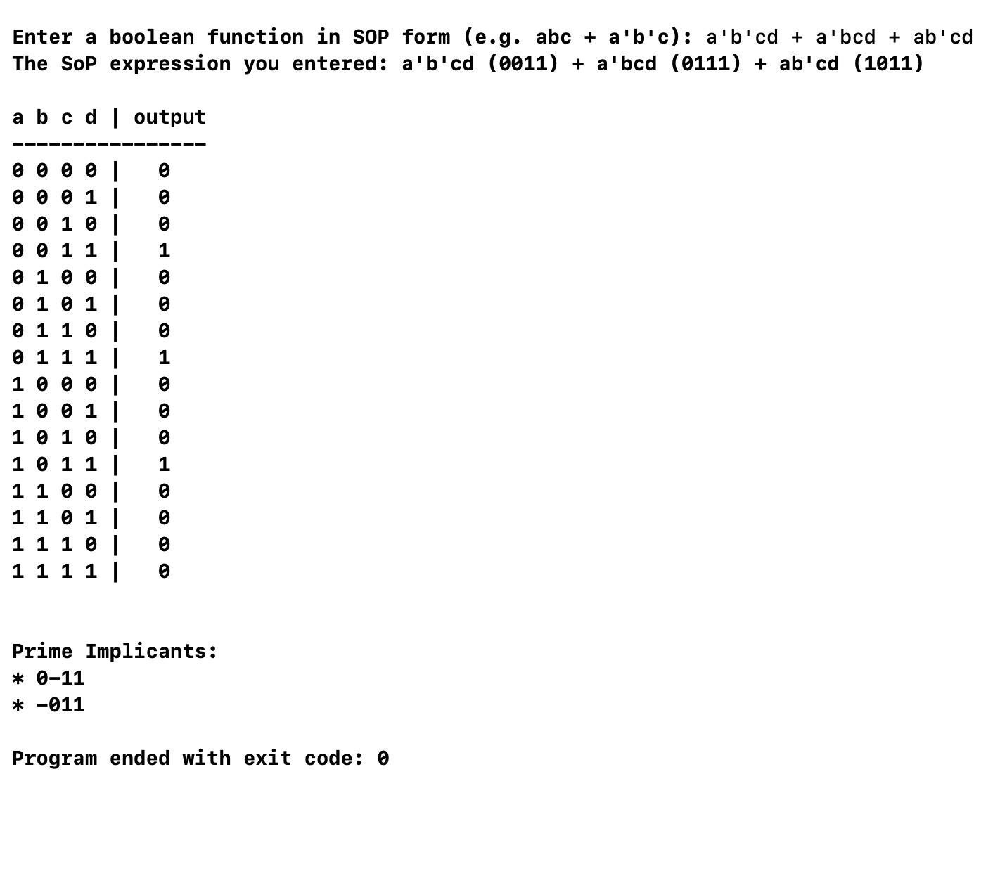 Enter a boolean function in SOP form (e.g. abc + a'b'c): a'b'cd + a'bcd + ab'cd
The SoP expression you entered: a'b'cd (0011) + a'bcd (0111) + ab'cd (1011)
a b c d | output
----------------
0 0 0 0 |   0
0 0 0 1 |   0
0 0 1 0 |   0
0 0 1 1 |   1
0 1 0 0 |   0
0 1 0 1 |   0
0 1 1 0 |   0
0 1 1 1 |   1
1 0 0 0 |   0
1 0 0 1 |   0
1 0 1 0 |   0
1 0 1 1 |   1
1 1 0 0 |   0
1 1 0 1 |   0
1 1 1 0 |   0
1 1 1 1 |   0
Prime Implicants:
* 0-11
* -011
Program ended with exit code: 0